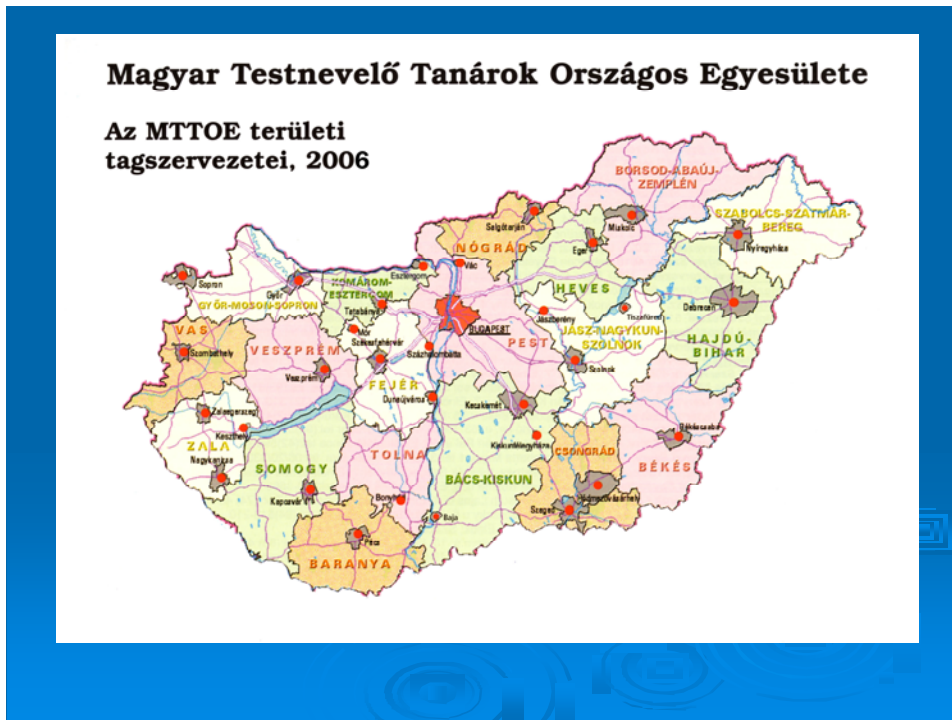 Magyar Testnevelő Tanárok Országos Egyesülete
Az MTTOE területi
tagszervezetei, 2006
BORSOD-ABAÚJ-
ZEMPLÉN
SZABOLCS-SZATMÁR-
BEREG
Salgótarján
Miskolc
Nyíregyháza
NÓGRÁD
Eger
Vác
Esztergom
Sopron
Győr
KOMÁROM-
ESZTERGOM
HEVES
GYŐR-MOSON-SOPRON
Tatabánya
Jászberény
Tiszafüred
Debrecen
VAS
Mór
BUDAPEST
JÁSZ-NAGYKUN-
SZOLNOK
HAJDÚ
BIHAR
Szombathely
VESZPRÉM
Székesfehérvár
Százhalombatta
PEST
Veszprém
FEJÉR
Szolnok
Dunaújváros
Kecskemét
Zalaegerszeg
Keszthely
Békéscsaba
ZALA
Kiskunfélegyháza
Nagykanizsa
TOLNA
CSONGRÁD
SOMOGY
BÁCS-KISKUN
BÉKÉS
Kaposvár
Bonyhád
Hódmezővásárhely
Szeged
Baja
Pécs
BARANYA